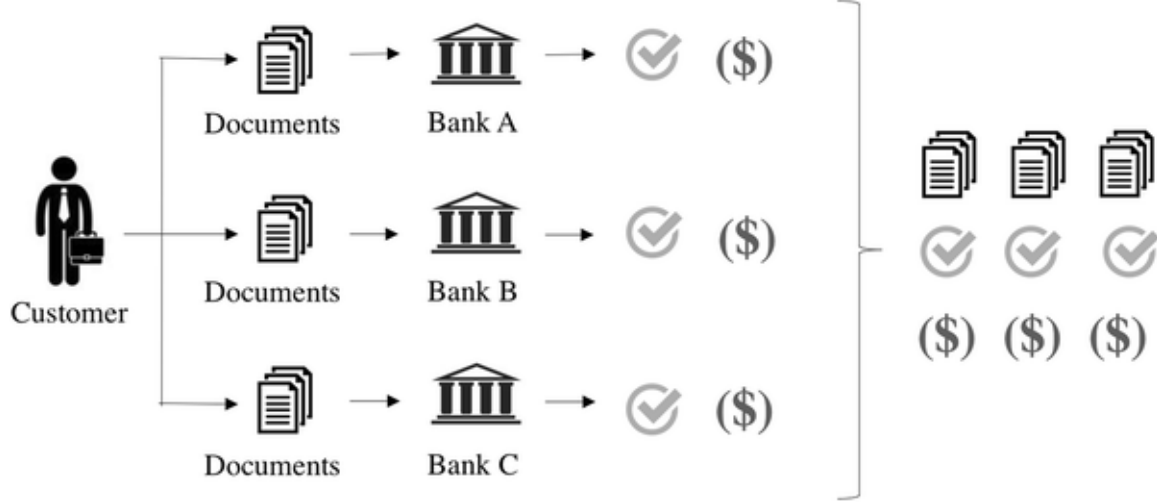 ($)
Documents
Bank A
($)
Documents
Bank B
Customer
($) ($) ($)
($)
Documents
Bank C